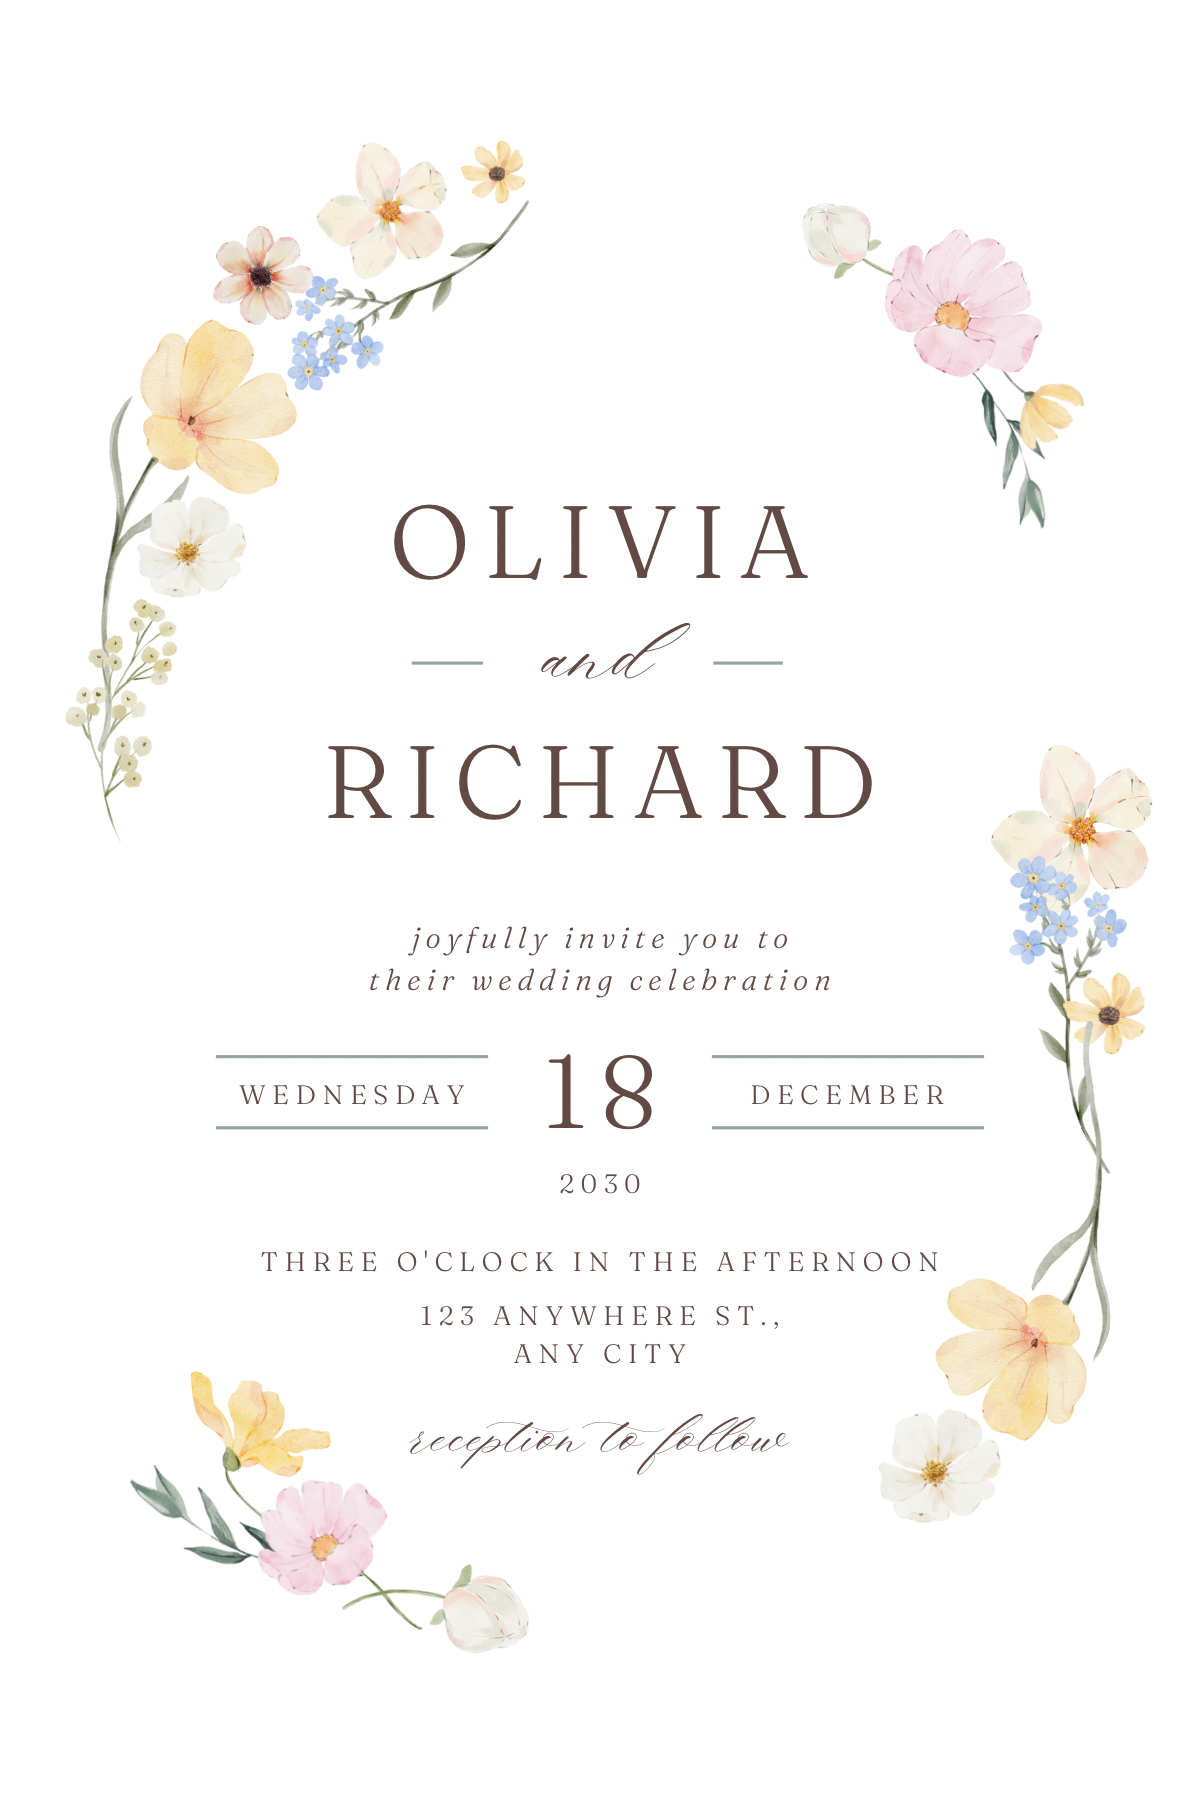 OLIVIA
and
RICHARD
joyfully invite you to
their wedding celebration
WEDNESDAY 18 DECEMBER
2030
THREE O'CLOCK IN THE AFTERNOON
123 ANYWHERE ST.,
ANY CITY
reception to follow